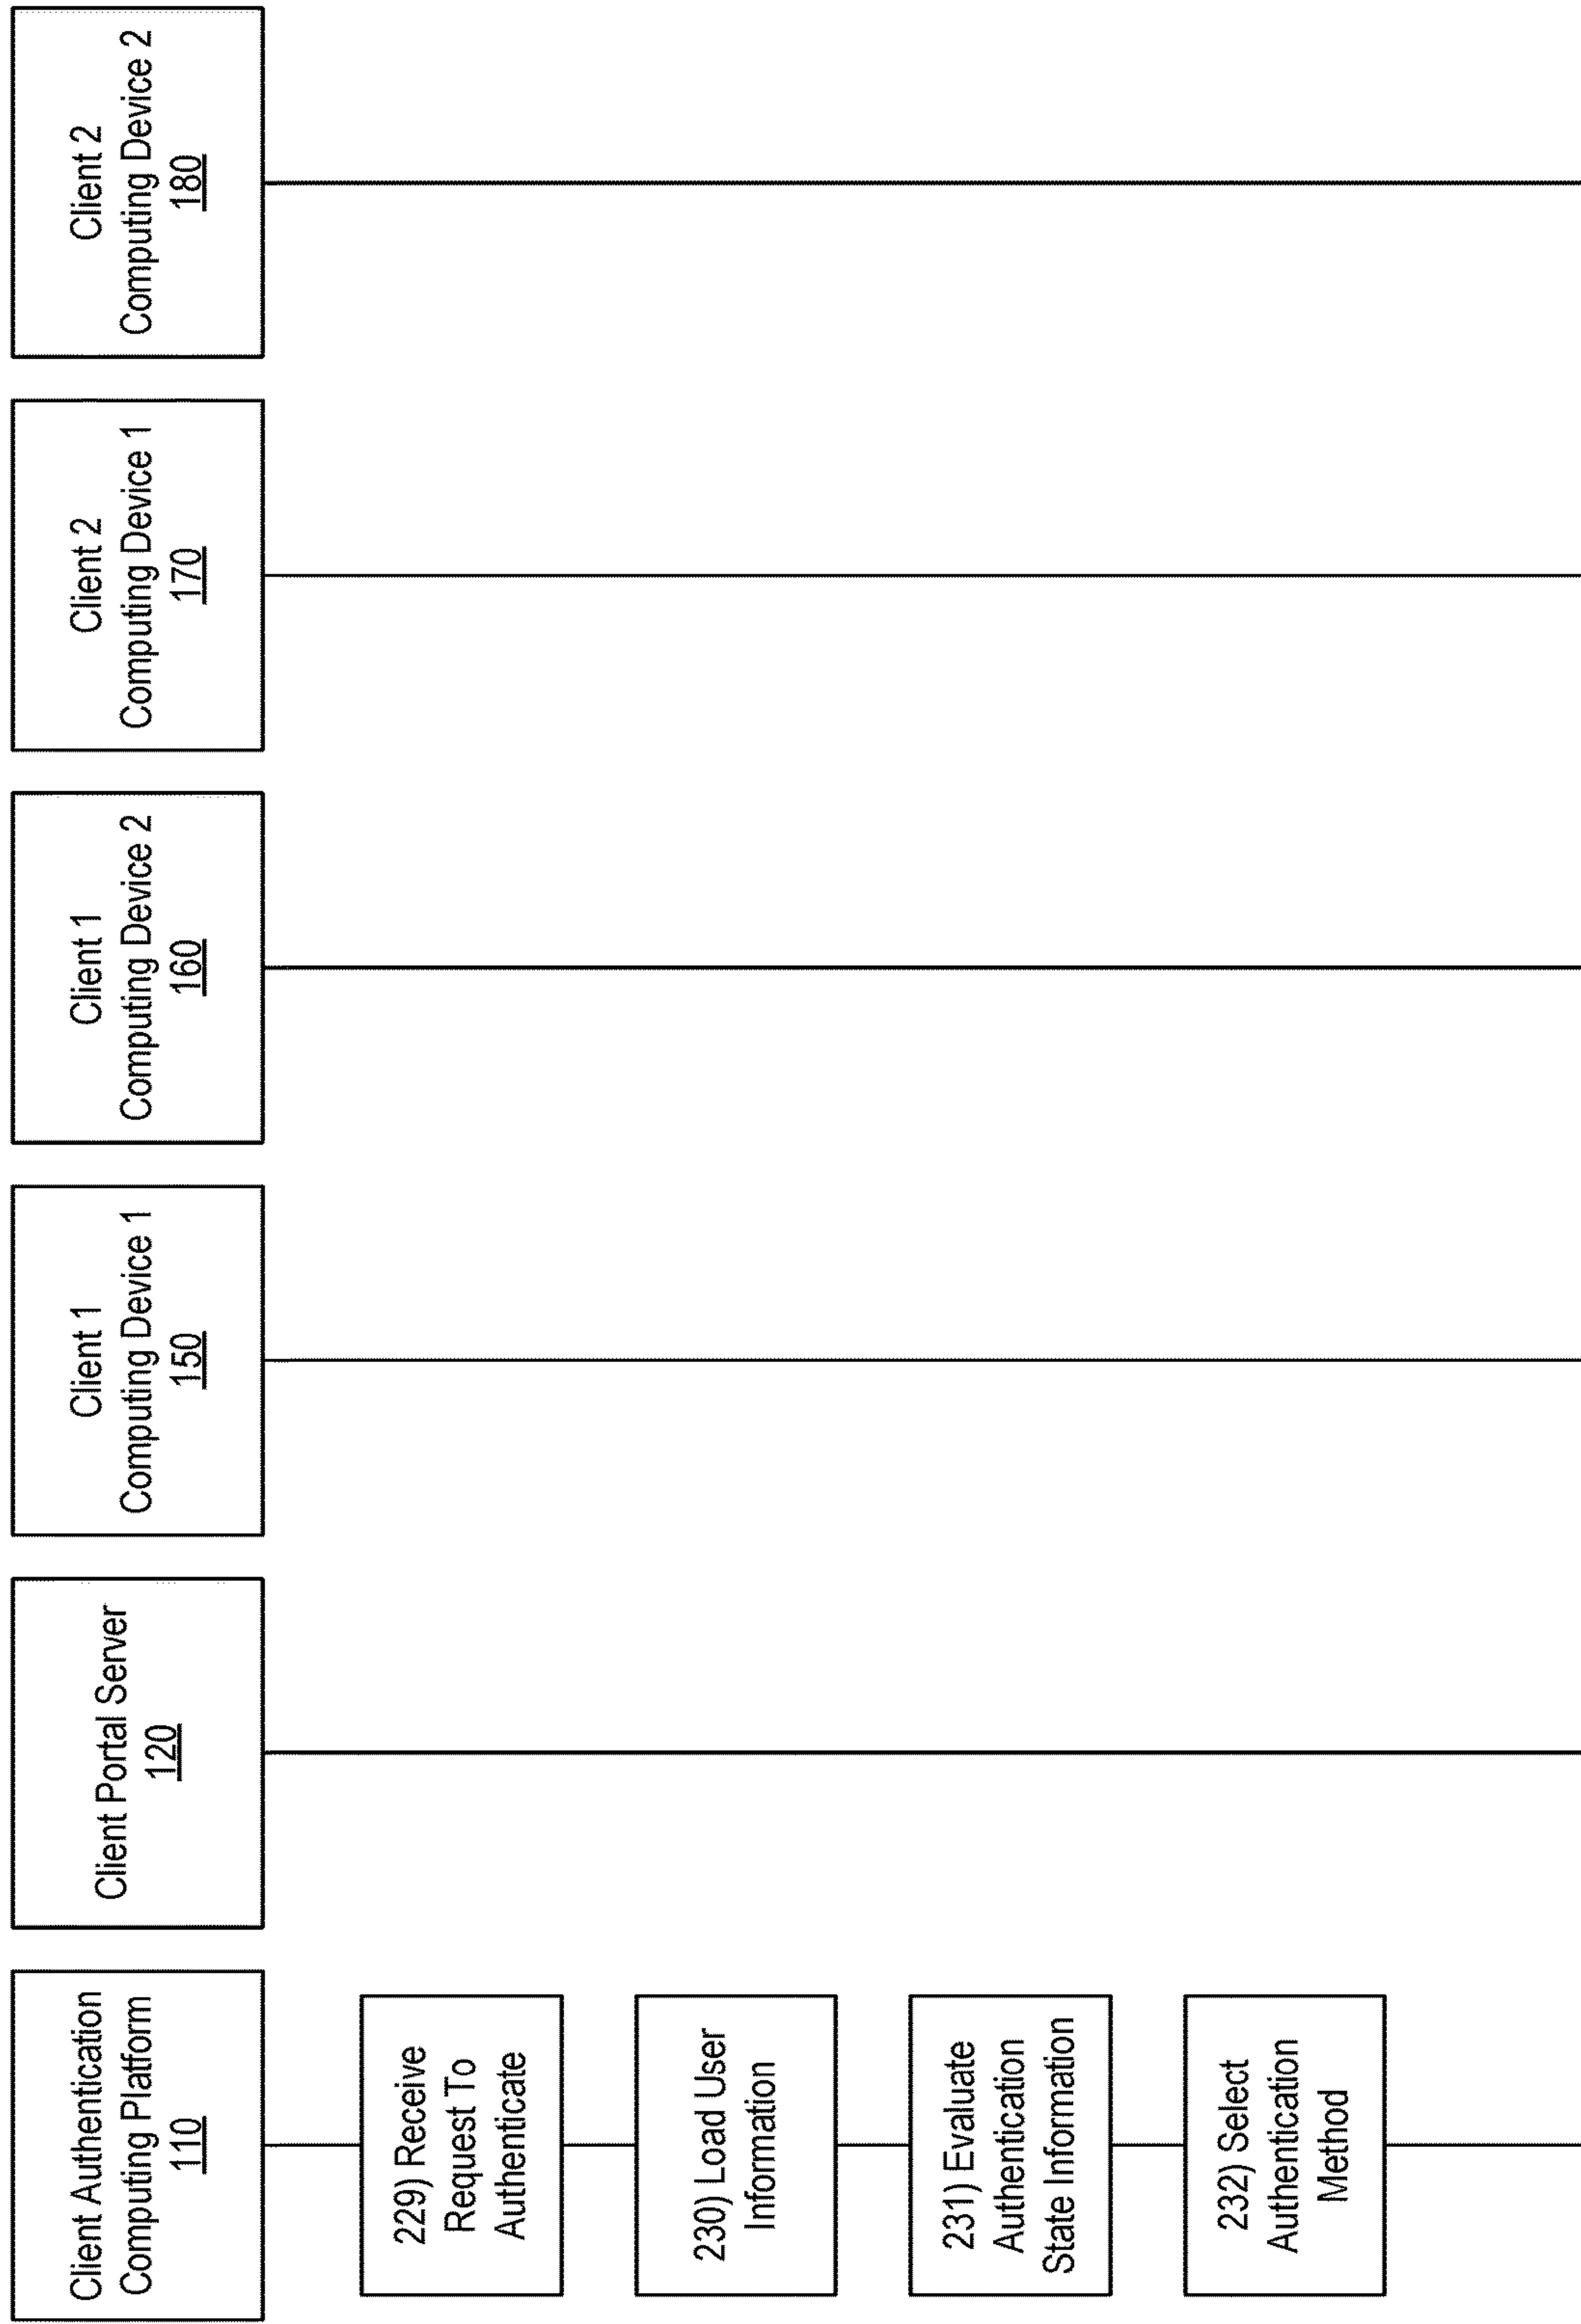 Client Authentication
Computing Platform
110
Client Portal Server
120
Client 1
Computing Device 1
150
Client 1
Computing Device 2
160
Client 2
Computing Device 1
170
Client 2
Computing Device 2
180
229) Receive
Request To
Authenticate
230) Load User
Information
231) Evaluate
Authentication
State Information
232) Select
Authentication
Method